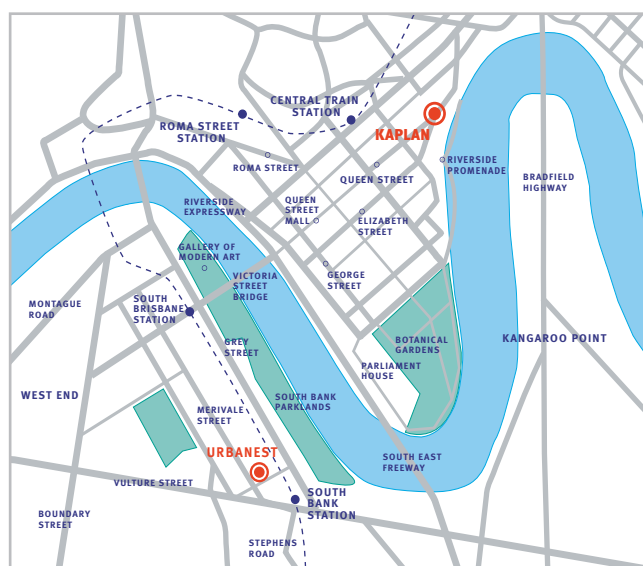 CENTRAL TRAIN
STATION
ROMA STREET
STATION
KAPLAN
ROMA STREET
QUEEN STREET
RIVERSIDE
PROMENADE
BRADFIELD
HIGHWAY
RIVERSIDE
EXPRESSWAY
QUEEN
STREET
MALL
ELIZABETH
STREET
GALLERY OF
MODERN ART
VICTORIA
STREET
BRIDGE
GEORGE
STREET
MONTAGUE
ROAD
SOUTH
BRISBANE
STATION
GREY
STREET
BOTANICAL
GARDENS
KANGAROO POINT
PARLIAMENT
HOUSE
WEST END
MERIVALE
STREET
SOUTH BANK
PARKLANDS
URBANEST
SOUTH EAST
FREEWAY
VULTURE STREET
SOUTH
BANK
STATION
BOUNDARY
STREET
STEPHENS
ROAD